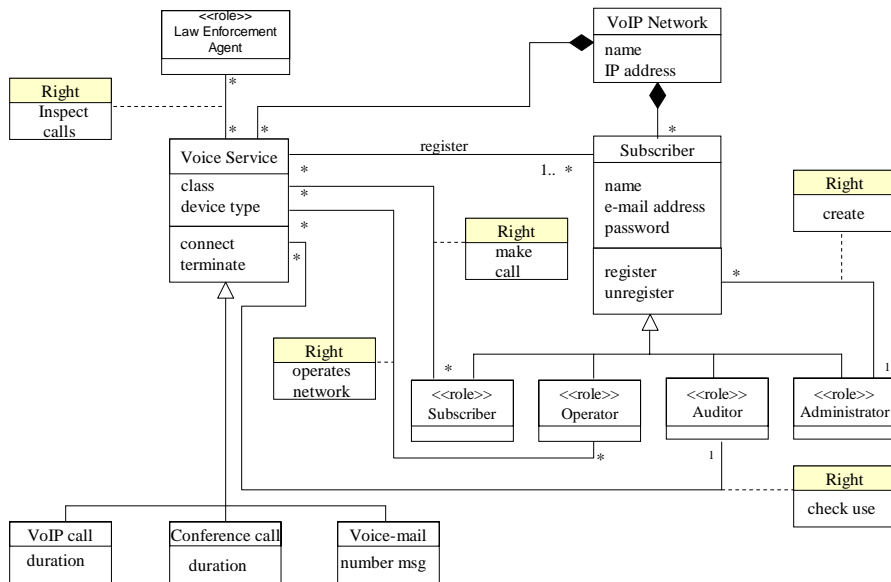 <<role>>
Law Enforcement
Agent
VoIP Network
name
IP address
Right
Inspect
calls
*
*
*
*
Voice Service
class
device type
connect
terminate
register
*
1.. *
*
*
*
Subscriber
name
e-mail address
password
register
unregister
Right
create
*
1
Right
make
call
Right
operates
network
*
<<role>>
Subscriber
<<role>>
Operator
<<role>>
Auditor
<<role>>
Administrator
*
1
Right
check use
VoIP call
duration
Conference call
duration
Voice-mail
number msg